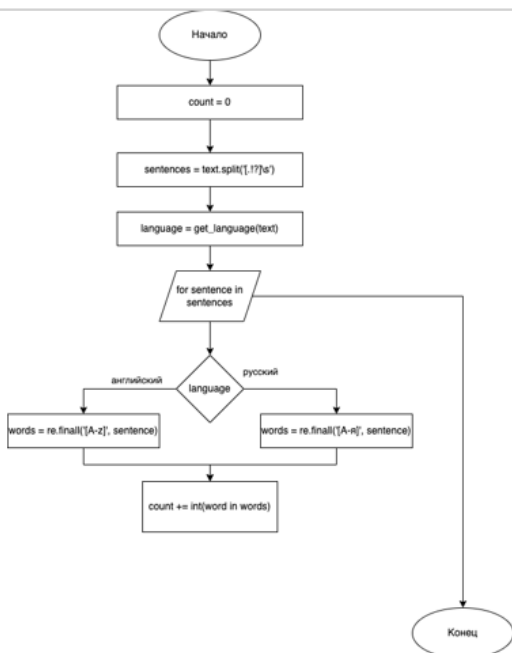 Начало
count = 0
sentences = text.split('[.!?]\s')
language = get_language(text)
for sentence in
sentences
английский
русский
language
words = re.finall('[A-z]', sentence)
words = re.finall('[А-я]', sentence)
count += int(word in words)
Конец